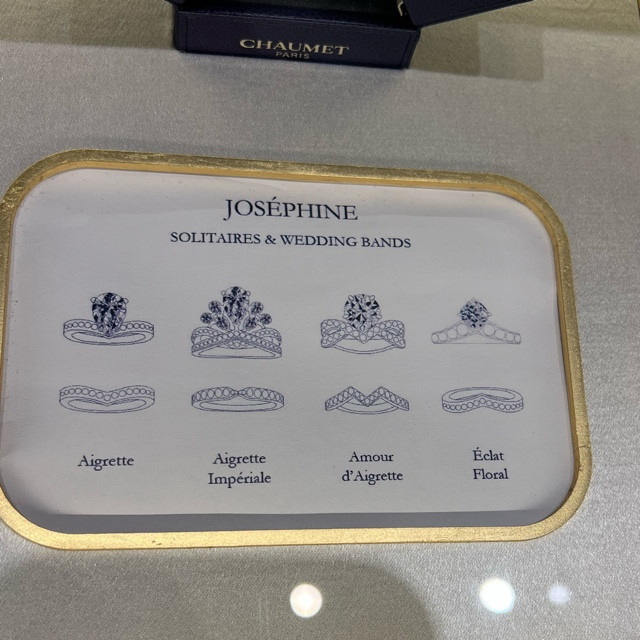 CHAUMET
PARIS
JOSÉPHINE
SOLITAIRES & WEDDING BANDS
Aigrette
Aigrette
Impériale
Amour
d'Aigrette
Éclat
Floral